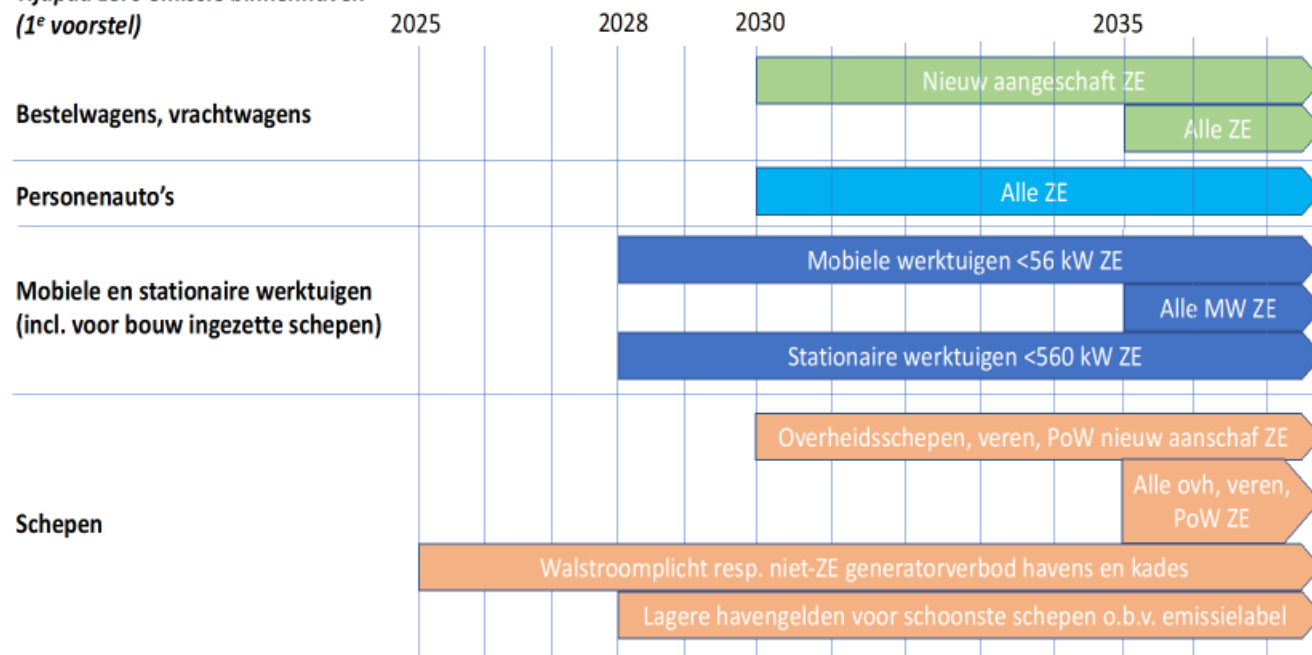 (1e voorstel)
2025
2028
2030
2035
Nieuw aangeschaft ZE
Bestelwagens, vrachtwagens
Alle ZE
Personenauto's
Alle ZE
Mobiele werktuigen <56 kW ZE
Mobiele en stationaire werktuigen
(incl. voor bouw ingezette schepen)
Alle MW ZE
Stationaire werktuigen <560 kW ZE
Overheidsschepen, veren, PoW nieuw aanschaf ZE
Alle ovh, veren,
PoW ZE
Schepen
Walstroomplicht resp. niet-ZE generatorverbod havens en kades
Lagere havengelden voor schoonste schepen o.b.v. emissielabel